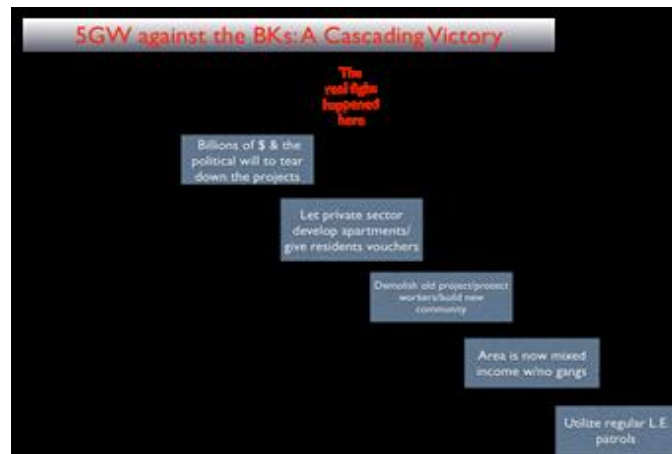 5GW against the BKs: A Cascading Victory
The
real fight
happened
here
Billions of $ & the
political will to tear
down the projects
Let private sector
develop apartments/
give residents vouchers
Demolish old project/protect
workers/build new
community
Area is now mixed
income w/no gangs
Utilize regular L.E.
patrols